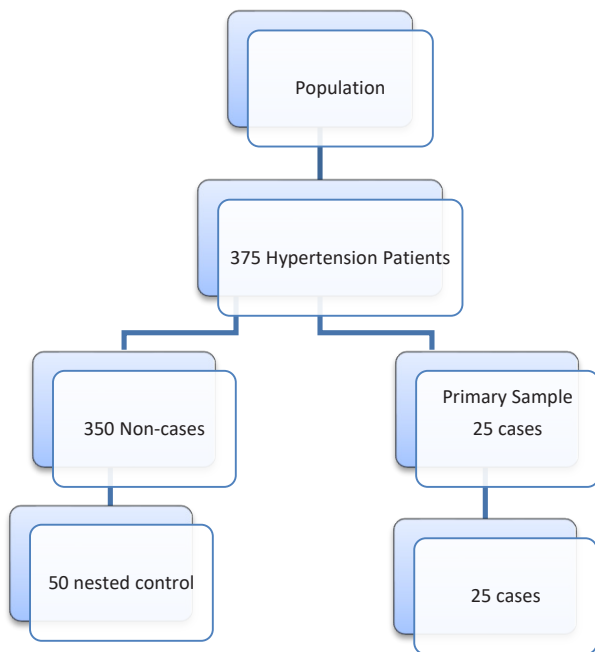 Population
375 Hypertension Patients
350 Non-cases
Primary Sample
25 cases
50 nested control
25 cases